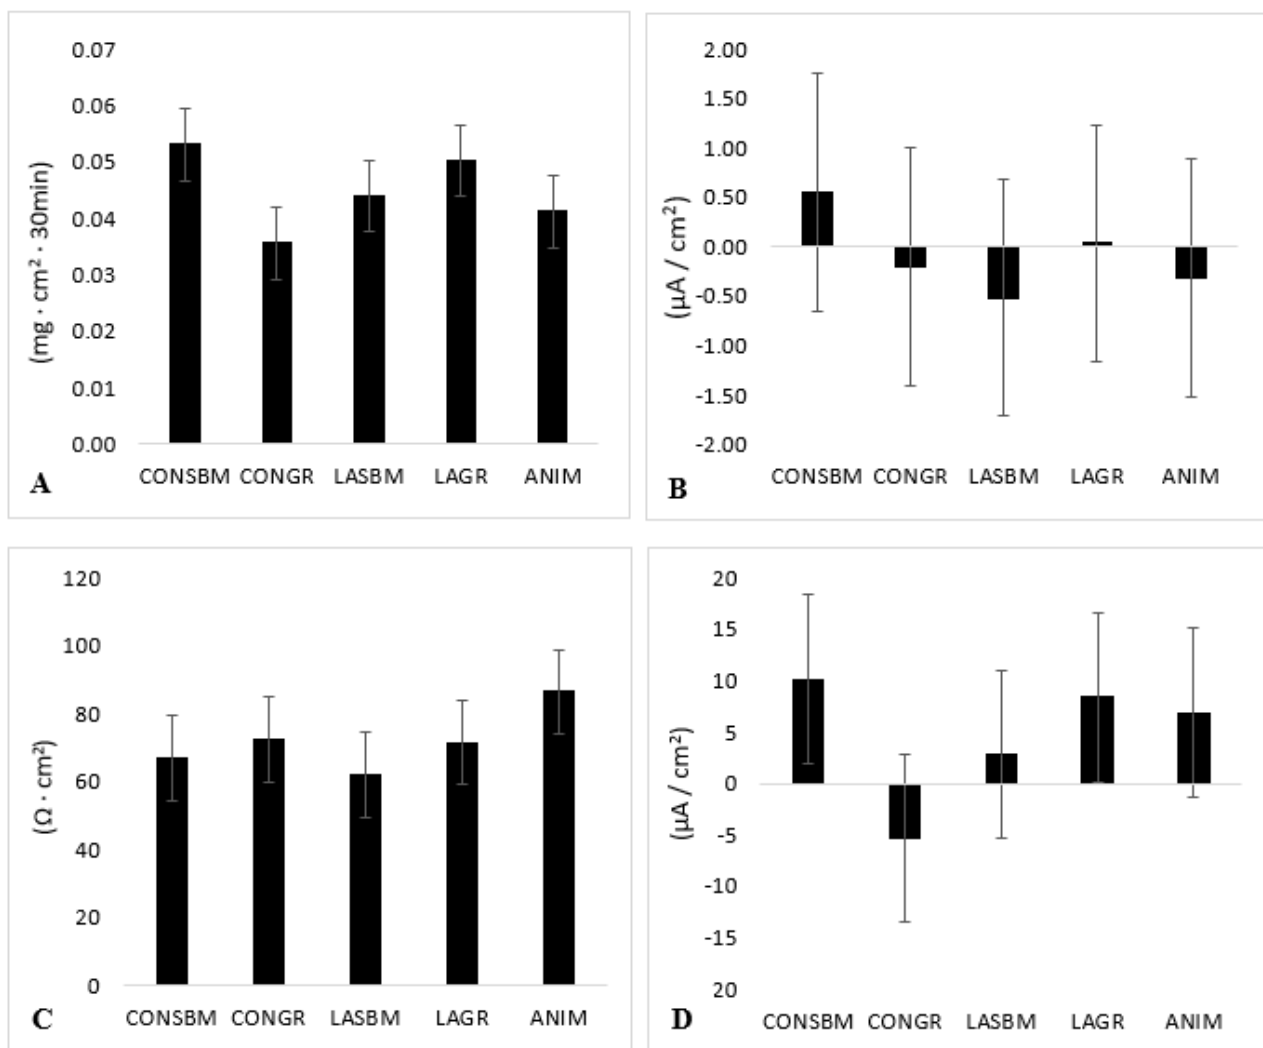 0.07
0.06
0.05
0.04
0.03
0.02
0.01
0.00
(mg · cm² · 30min)
CONSBM CONGR LASBM LAGR ANIM
A
2.00
1.50
1.00
0.50
0.00
-0.50
-1.00
-1.50
-2.00
(µA / cm²)
CONSBM CONGR LASBM LAGR ANIM
B
120
100
80
60
40
20
0
(Ω · cm²)
CONSBM CONGR LASBM LAGR ANIM
C
20
15
10
5
0
-5
-10
-15
20
(µA / cm²)
CONSBM CONGR LASBM LAGR ANIM
D